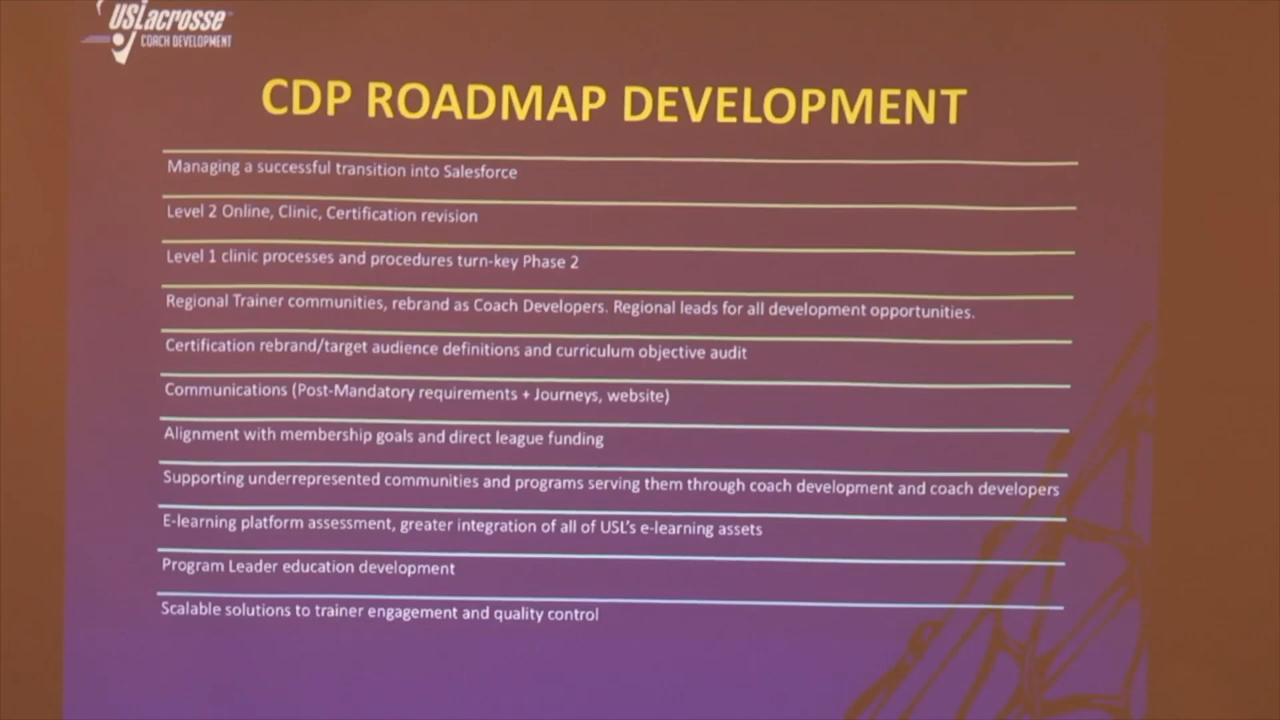 USLacrosse
COACH DEVELOPMENT
CDP ROADMAP DEVELOPMENT
Managing a successful transition into Salesforce
Level 2 Online, Clinic, Certification revision
Level 1 clinic processes and procedures turn-key Phase 2
Regional Trainer communities, rebrand as Coach Developers. Regional leads for all development opportunities.
Certification rebrand/target audience definitions and curriculum objective audit
Communications (Post-Mandatory requirements + Journeys, website)
Alignment with membership goals and direct league funding
Supporting underrepresented communities and programs serving them through coach development and coach developers
E-learning platform assessment, greater integration of all of USL's e-learning assets
Program Leader education development
Scalable solutions to trainer engagement and quality control